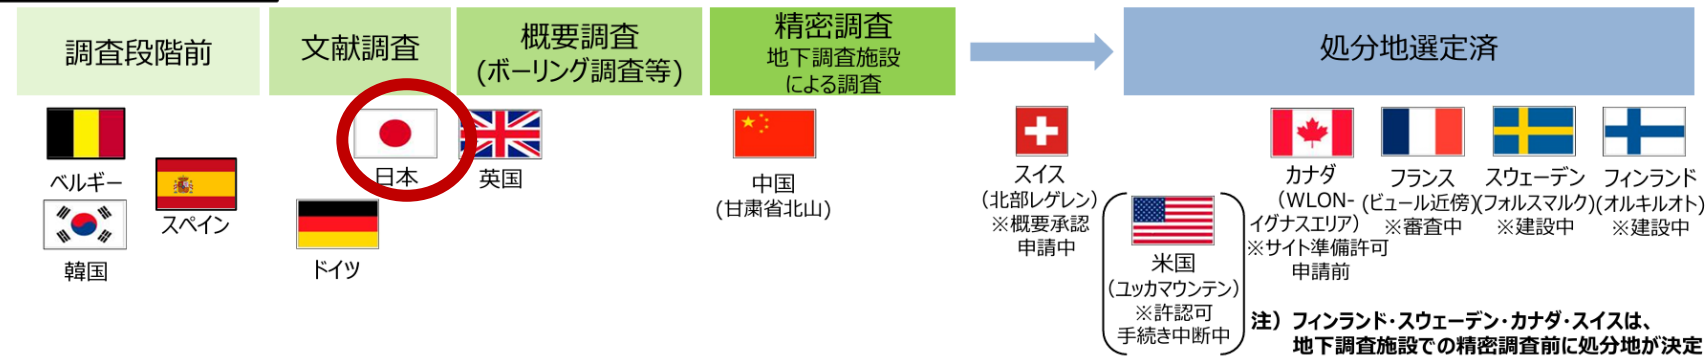 調査段階前
文献調査
概要調査
(ボーリング調査等)
精密調査
地下調査施設
による調査
処分地選定済
ベルギー
スペイン
韓国
日本
ドイツ
英国
中国
(甘粛省北山)
スイス
(北部レゲレン)
※概要承認
申請中
米国
(ユッカマウンテン)
※許認可
手続き中断中
カナダ
(WLON-
イグナスエリア)
※サイト準備許可
申請前
フランス
(ビュール近傍)
※審査中
スウェーデン
(フォルスマルク)
※建設中
フィンランド
(オルキルオト)
※建設中
注）フィンランド・スウェーデン・カナダ・スイスは、
地下調査施設での精密調査前に処分地が決定